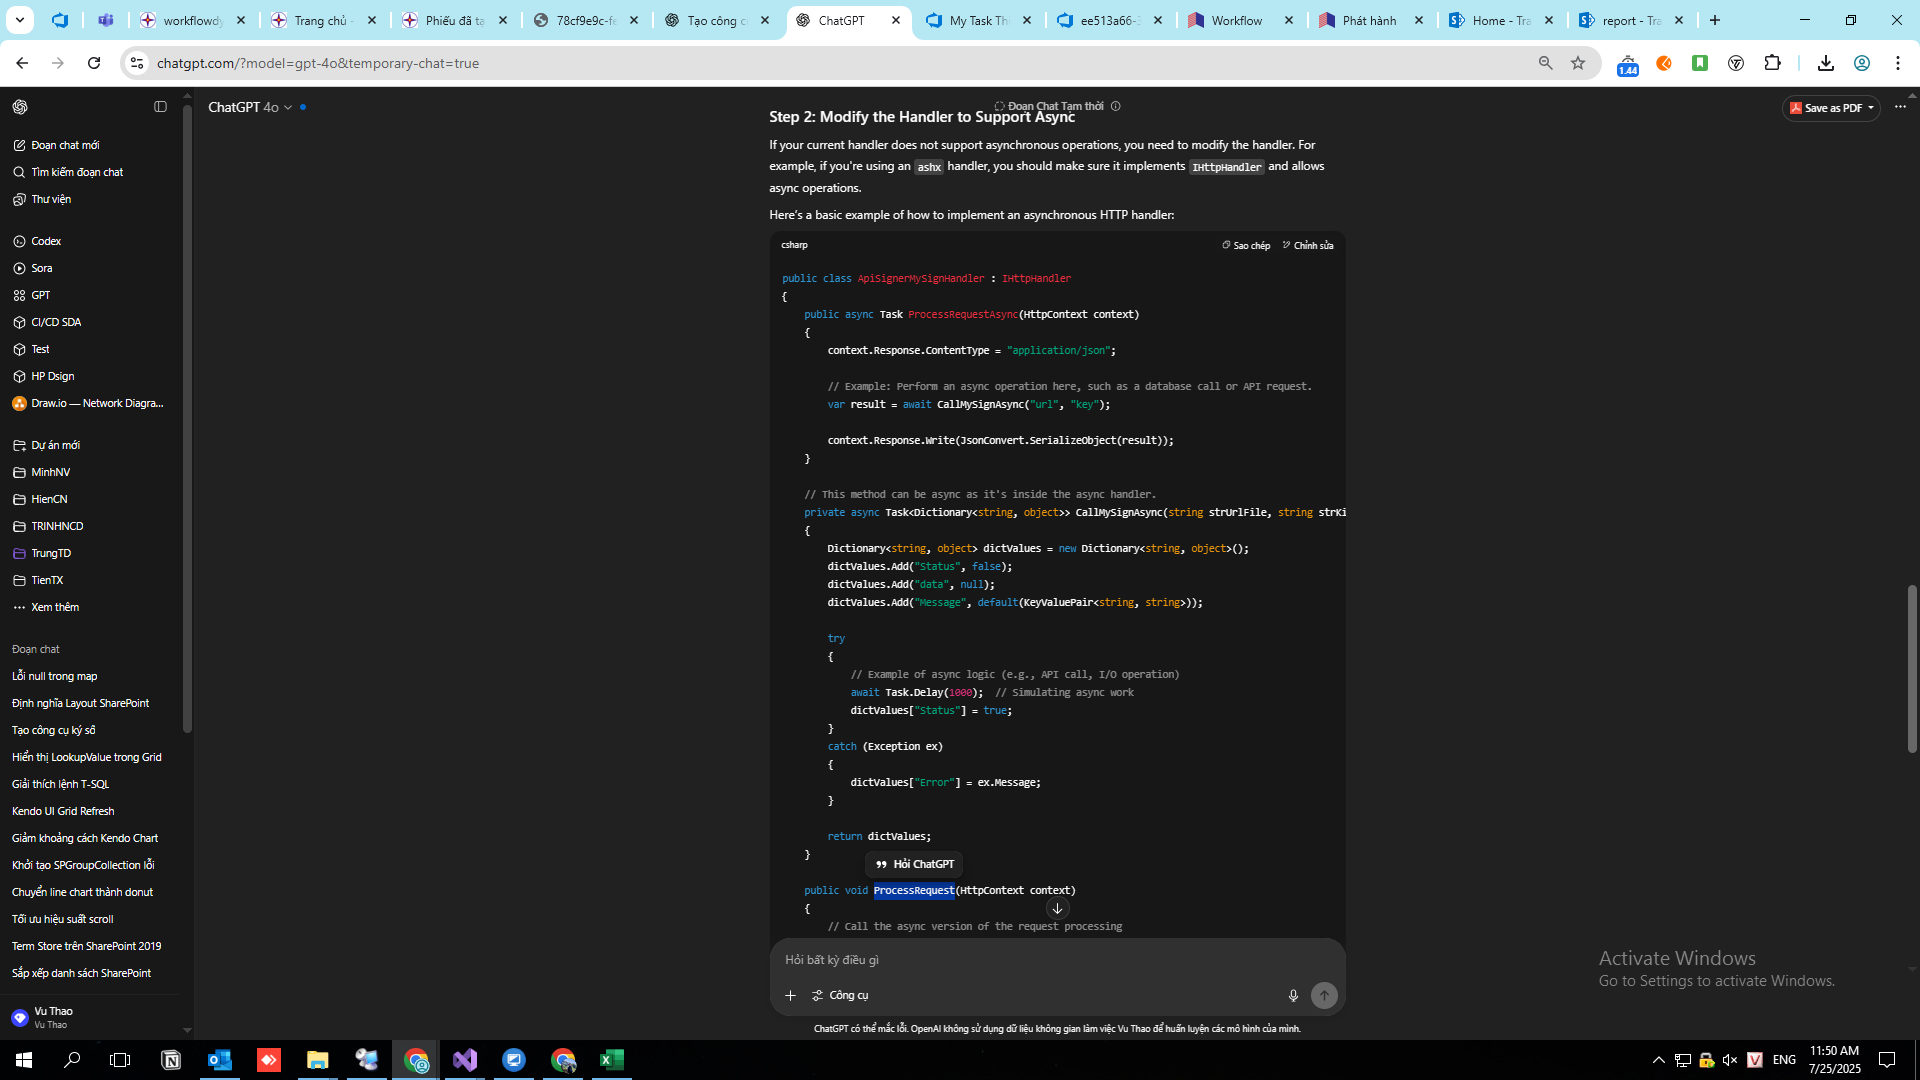 workflowdy
Trang chủ -
Phiếu đã tạ
78cf9e9c-fe
Tạo công c
ChatGPT
My Task Th
ee513a66-3
Workflow
Phát hành
Home - Tra
report - Tra
chatgpt.com/?model=gpt-4o&temporary-chat=true
1.44
ChatGPT 4o
Đoạn Chat Tạm thời
Save as PDF
Đoạn chat mới
Tìm kiếm đoạn chat
Thư viện
Codex
Sora
GPT
CI/CD SDA
Test
HP Dsign
Draw.io — Network Diagra...
Dự án mới
MinhNV
HienCN
TRINHNCD
TrungTD
TienTX
Xem thêm
Đoạn chat
Lỗi null trong map
Định nghĩa Layout SharePoint
Tạo công cụ ký số
Hiển thị LookupValue trong Grid
Giải thích lệnh T-SQL
Kendo UI Grid Refresh
Giảm khoảng cách Kendo Chart
Khởi tạo SPGroupCollection lỗi
Chuyển line chart thành donut
Tối ưu hiệu suất scroll
Term Store trên SharePoint 2019
Sắp xếp danh sách SharePoint
Vu Thao
Vu Thao
Step 2: Modify the Handler to Support Async
If your current handler does not support asynchronous operations, you need to modify the handler. For
example, if you're using an ashx handler, you should make sure it implements IHttpHandler and allows
async operations.
Here's a basic example of how to implement an asynchronous HTTP handler:
csharp
Sao chép
Chỉnh sửa
public class ApiSignerMySignHandler : IHttpHandler
{
public async Task ProcessRequestAsync(HttpContext context)
{
context.Response.ContentType = "application/json";
// Example: Perform an async operation here, such as a database call or API request.
var result = await CallMySignAsync("url", "key");
context.Response.Write(JsonConvert.SerializeObject(result));
}
// This method can be async as it's inside the async handler.
private async Task<Dictionary<string, object>> CallMySignAsync(string strUrlFile, string strKi
{
Dictionary<string, object> dictValues = new Dictionary<string, object>();
dictValues.Add("Status", false);
dictValues.Add("data", null);
dictValues.Add("Message", default(KeyValuePair<string, string>));
try
{
// Example of async logic (e.g., API call, I/O operation)
await Task.Delay(1000); // Simulating async work
dictValues["Status"] = true;
}
catch (Exception ex)
{
dictValues["Error"] = ex.Message;
}
return dictValues;
}
Hỏi ChatGPT
public void ProcessRequest(HttpContext context)
{
// Call the async version of the request processing
Hỏi bất kỳ điều gì
Công cụ
ChatGPT có thể mắc lỗi. OpenAI không sử dụng dữ liệu không gian làm việc Vu Thao để huấn luyện các mô hình của mình.
Activate Windows
Go to Settings to activate Windows.
ENG
11:50 AM
7/25/2025